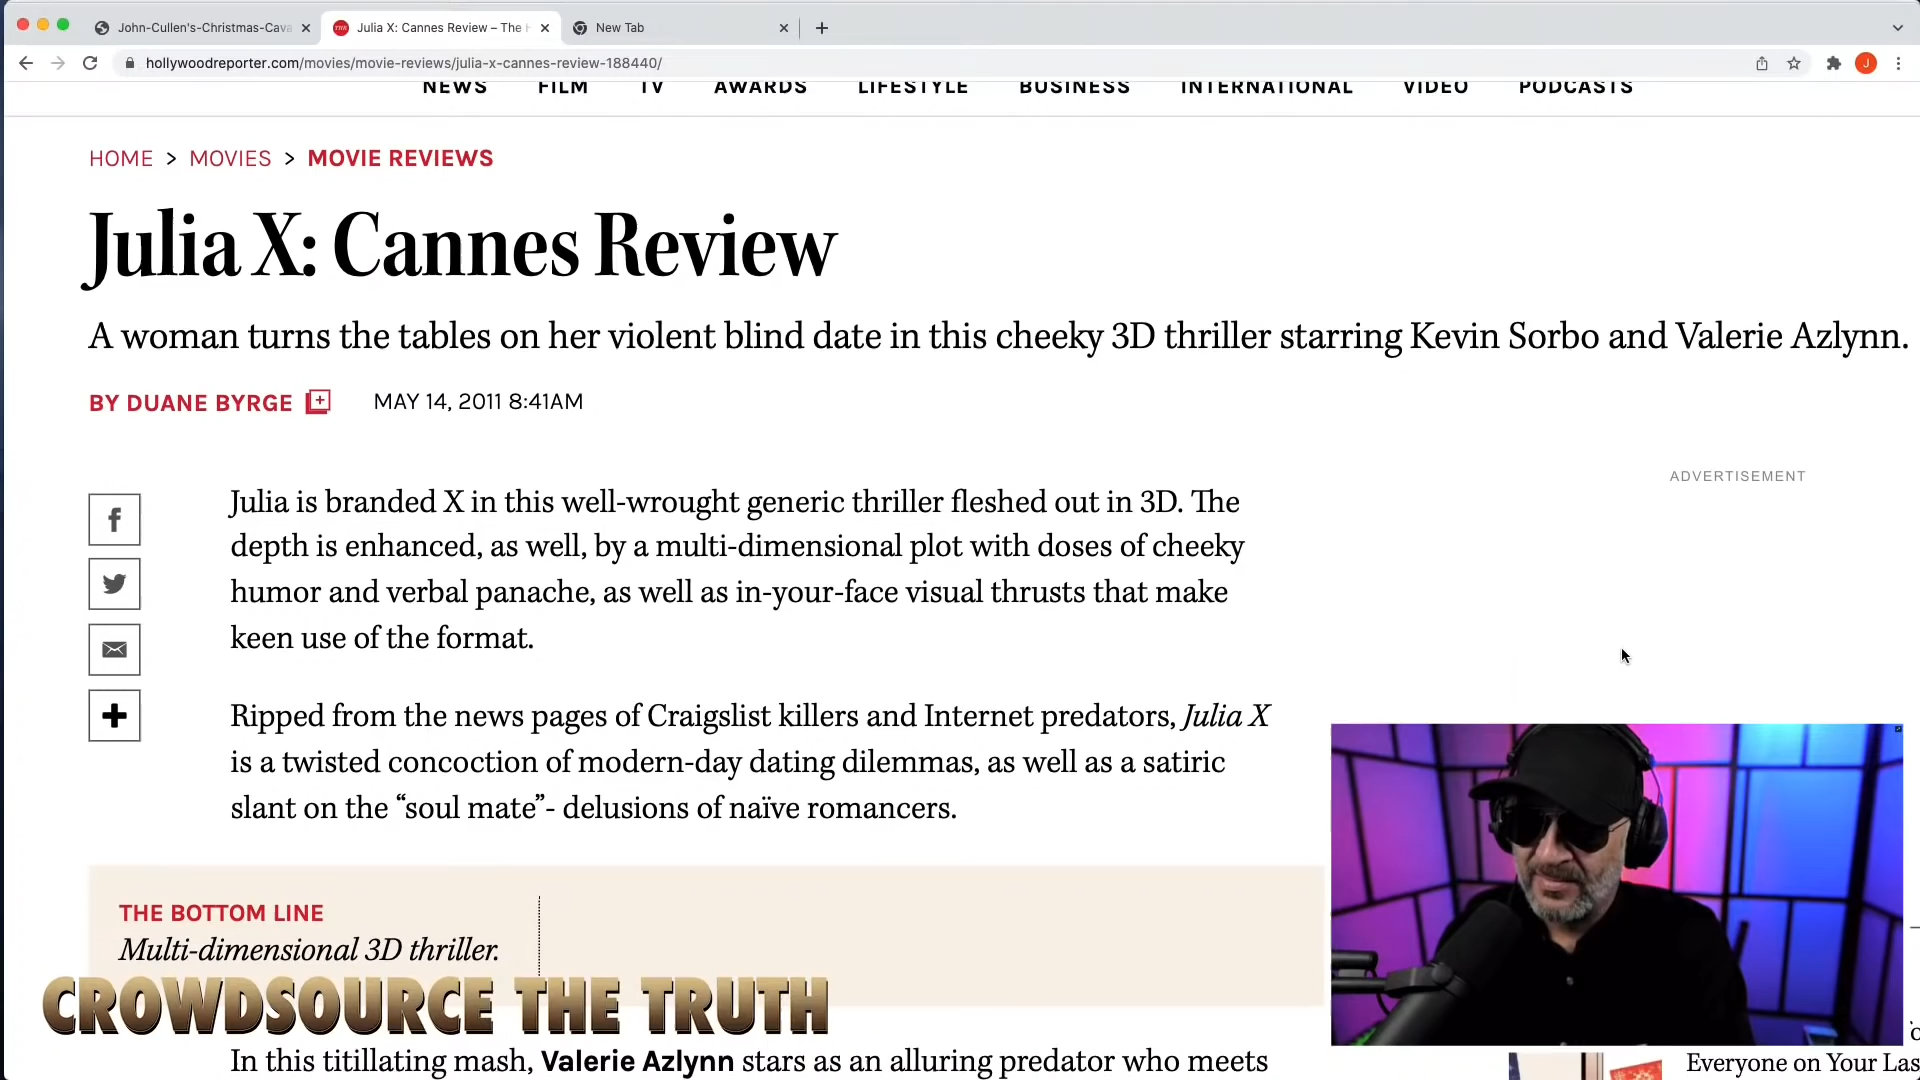 John-Cullen's-Christmas-Cava
Julia X: Cannes Review – The H
New Tab
hollywoodreporter.com/movies/movie-reviews/julia-x-cannes-review-188440/
J
NEWS FILM TV AWARDS LIFESTYLE BUSINESS INTERNATIONAL VIDEO PODCASTS
HOME > MOVIES > MOVIE REVIEWS
Julia X: Cannes Review
A woman turns the tables on her violent blind date in this cheeky 3D thriller starring Kevin Sorbo and Valerie Azlynn.
BY DUANE BYRGE MAY 14, 2011 8:41AM
ADVERTISEMENT
Julia is branded X in this well-wrought generic thriller fleshed out in 3D. The
depth is enhanced, as well, by a multi-dimensional plot with doses of cheeky
humor and verbal panache, as well as in-your-face visual thrusts that make
keen use of the format.
Ripped from the news pages of Craigslist killers and Internet predators, Julia X
is a twisted concoction of modern-day dating dilemmas, as well as a satiric
slant on the “soul mate”- delusions of naïve romancers.
THE BOTTOM LINE
Multi-dimensional 3D thriller.
CROWDSOURCE THE TRUTH
In this titillating mash, Valerie Azlynn stars as an alluring predator who meets
Everyone on Your Las